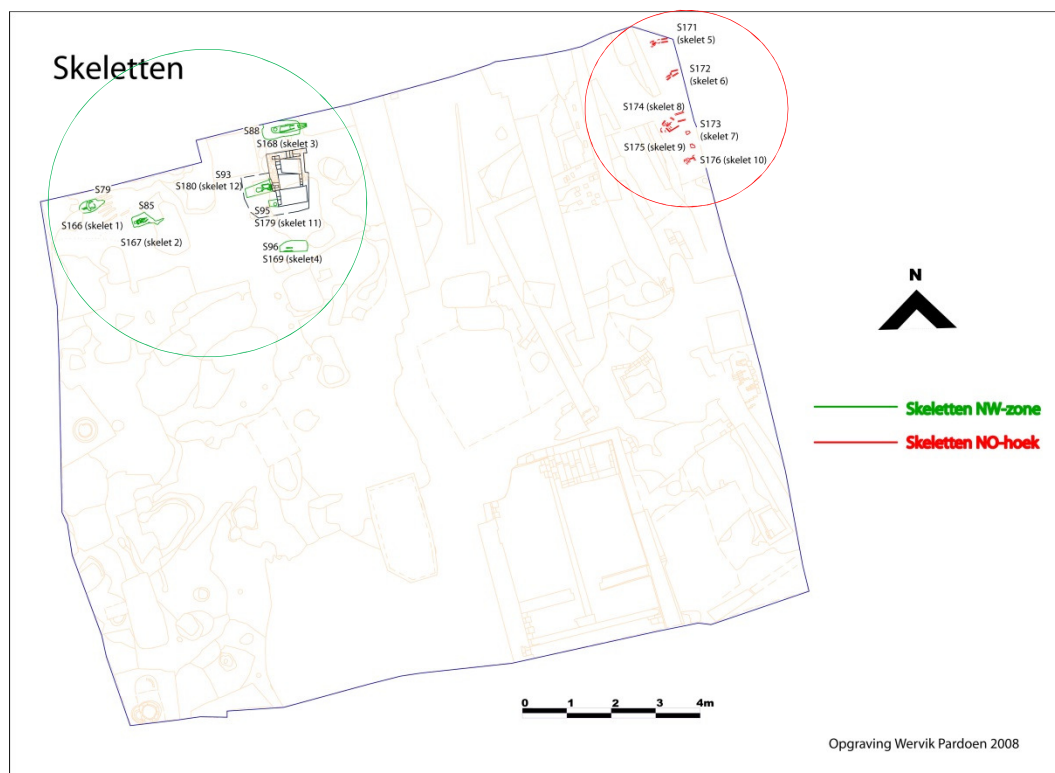 Skeletten
S88
S168 (skelet 3)
S93
S180 (skelet 12)
S95
S179 (skelet 11)
S79
S166 (skelet 1)
S85
S167 (skelet 2)
S96
S169 (skelet4)
S171
(skelet 5)
S172
(skelet 6)
S174 (skelet 8)
S173
(skelet 7)
S175 (skelet 9)
S176 (skelet 10)
N
Skeletten NW-zone
Skeletten NO-hoek
0 1 2 3 4m
Opgraving Wervik Pardoen 2008